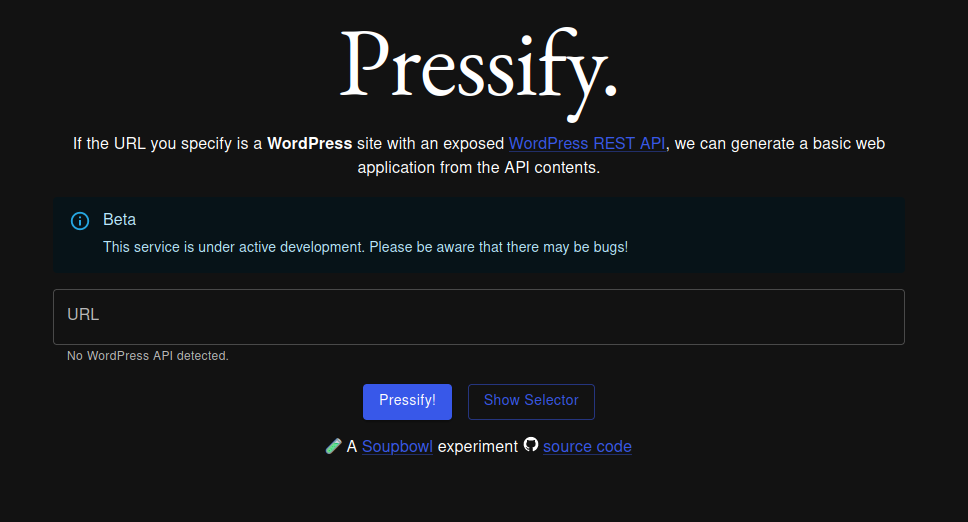 Pressify.
If the URL you specify is a WordPress site with an exposed WordPress REST API, we can generate a basic web
application from the API contents.
Beta
This service is under active development. Please be aware that there may be bugs!
URL
No WordPress API detected.
Pressify! Show Selector
A Soupbowl experiment source code